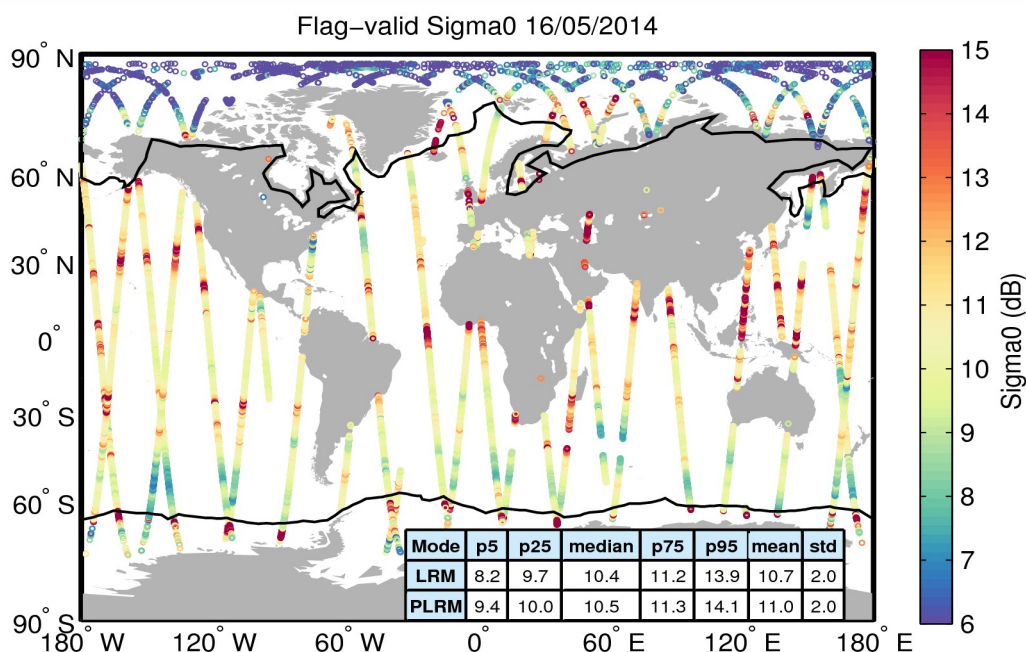 Flag−valid Sigma0 16/05/2014
90° N
60° N
30° N
0°
30° S
60° S
90° S
180° W
120° W
60° W
0°
60° E
120° E
180° E
15
14
13
12
11
10
9
8
7
6
Sigma0 (dB)
Mode p5 p25 median p75 p95 mean std
LRM 8.2 9.7 10.4 11.2 13.9 10.7 2.0
PLRM 9.4 10.0 10.5 11.3 14.1 11.0 2.0